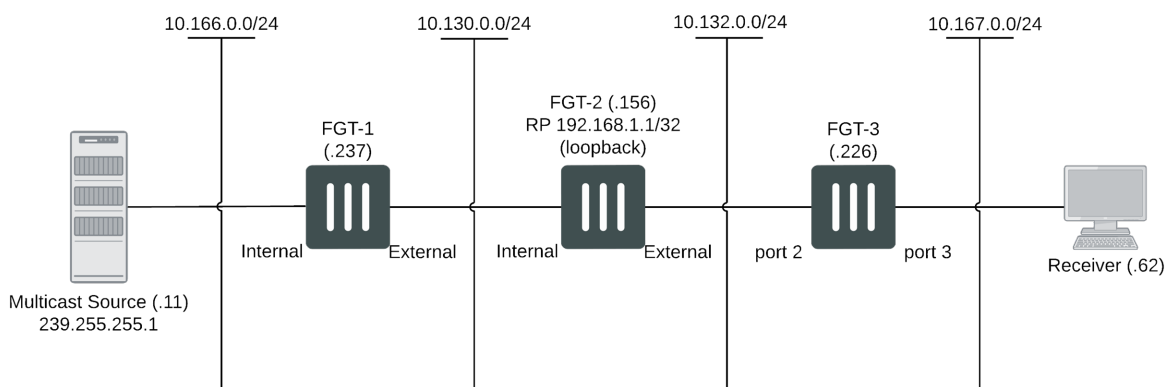 10.166.0.0/24
10.130.0.0/24
10.132.0.0/24
10.167.0.0/24
FGT-1
(.237)
FGT-2 (.156)
RP 192.168.1.1/32
(loopback)
FGT-3
(.226)
Internal
External
Internal
External
port 2
port 3
Multicast Source (.11)
239.255.255.1
Receiver (.62)